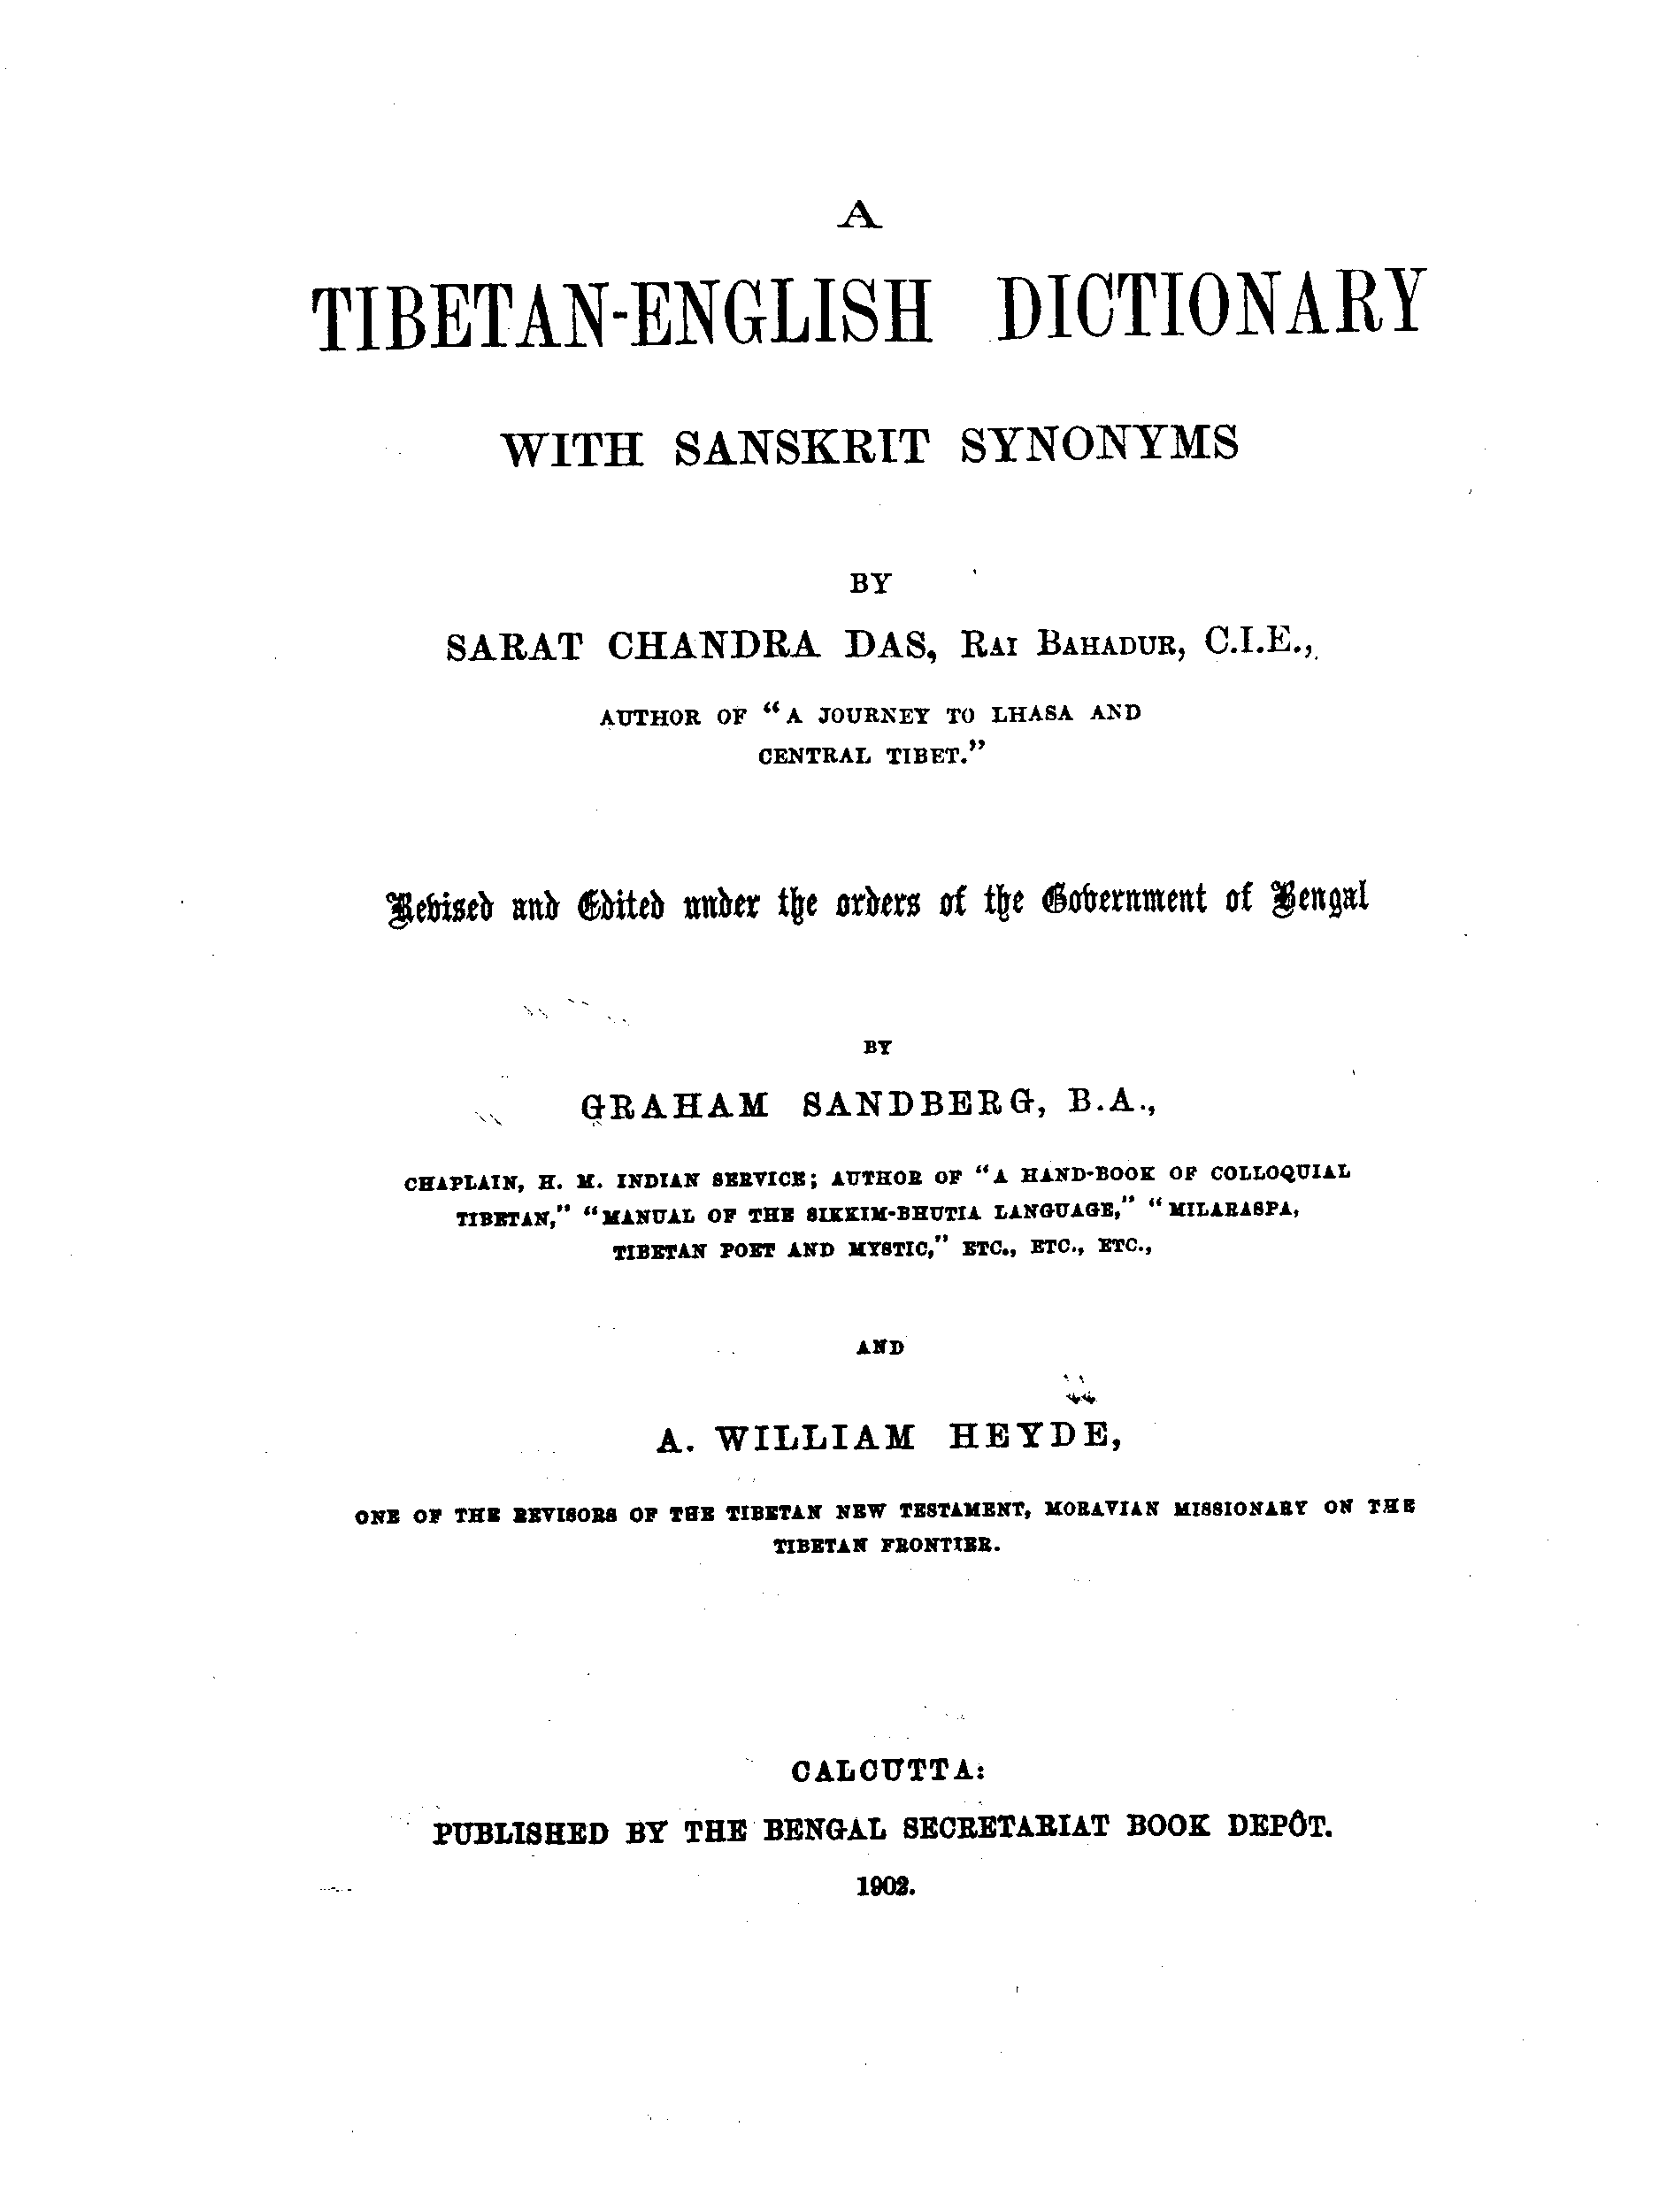 A
TIBETAN-ENGLISH DICTIONARY
WITH SANSKRIT SYNONYMS
BY
SARAT CHANDRA DAS, RAI BAHADUR, C.I.E.,
AUTHOR OF “A JOURNEY TO LHASA AND
CENTRAL TIBET.”
Revised and Edited under the orders of the Government of Bengal
BY
GRAHAM SANDBERG, B.A.,
CHAPLAIN, H. M. INDIAN SERVICE; AUTHOR OF “A HAND-BOOK OF COLLOQUIAL
TIBETAN,” “MANUAL OF THE SIKKIM-BHUTIA LANGUAGE,” “MILARASPA,
TIBETAN POET AND MYSTIC,” ETC., ETC., ETC.,
AND
A. WILLIAM HEYDE,
ONE OF THE REVISORS OF THE TIBETAN NEW TESTAMENT, MORAVIAN MISSIONARY ON THE
TIBETAN FRONTIER.
CALCUTTA:
PUBLISHED BY THE BENGAL SECRETARIAT BOOK DEPÔT.
1902.